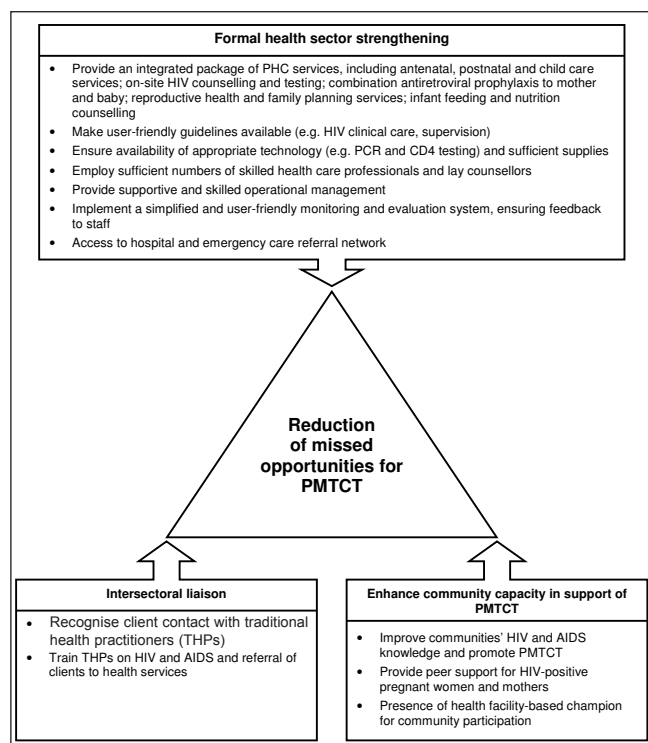 Formal health sector strengthening
• Provide an integrated package of PHC services, including antenatal, postnatal and child care
services; on-site HIV counselling and testing; combination antiretroviral prophylaxis to mother
and baby; reproductive health and family planning services; infant feeding and nutrition
counselling
• Make user-friendly guidelines available (e.g. HIV clinical care, supervision)
• Ensure availability of appropriate technology (e.g. PCR and CD4 testing) and sufficient supplies
• Employ sufficient numbers of skilled health care professionals and lay counsellors
• Provide supportive and skilled operational management
• Implement a simplified and user-friendly monitoring and evaluation system, ensuring feedback
to staff
• Access to hospital and emergency care referral network
Reduction
of missed
opportunities for
PMTCT
Intersectoral liaison
• Recognise client contact with traditional
health practitioners (THPs)
• Train THPs on HIV and AIDS and referral of
clients to health services
Enhance community capacity in support of
PMTCT
• Improve communities' HIV and AIDS
knowledge and promote PMTCT
• Provide peer support for HIV-positive
pregnant women and mothers
• Presence of health facility-based champion
for community participation